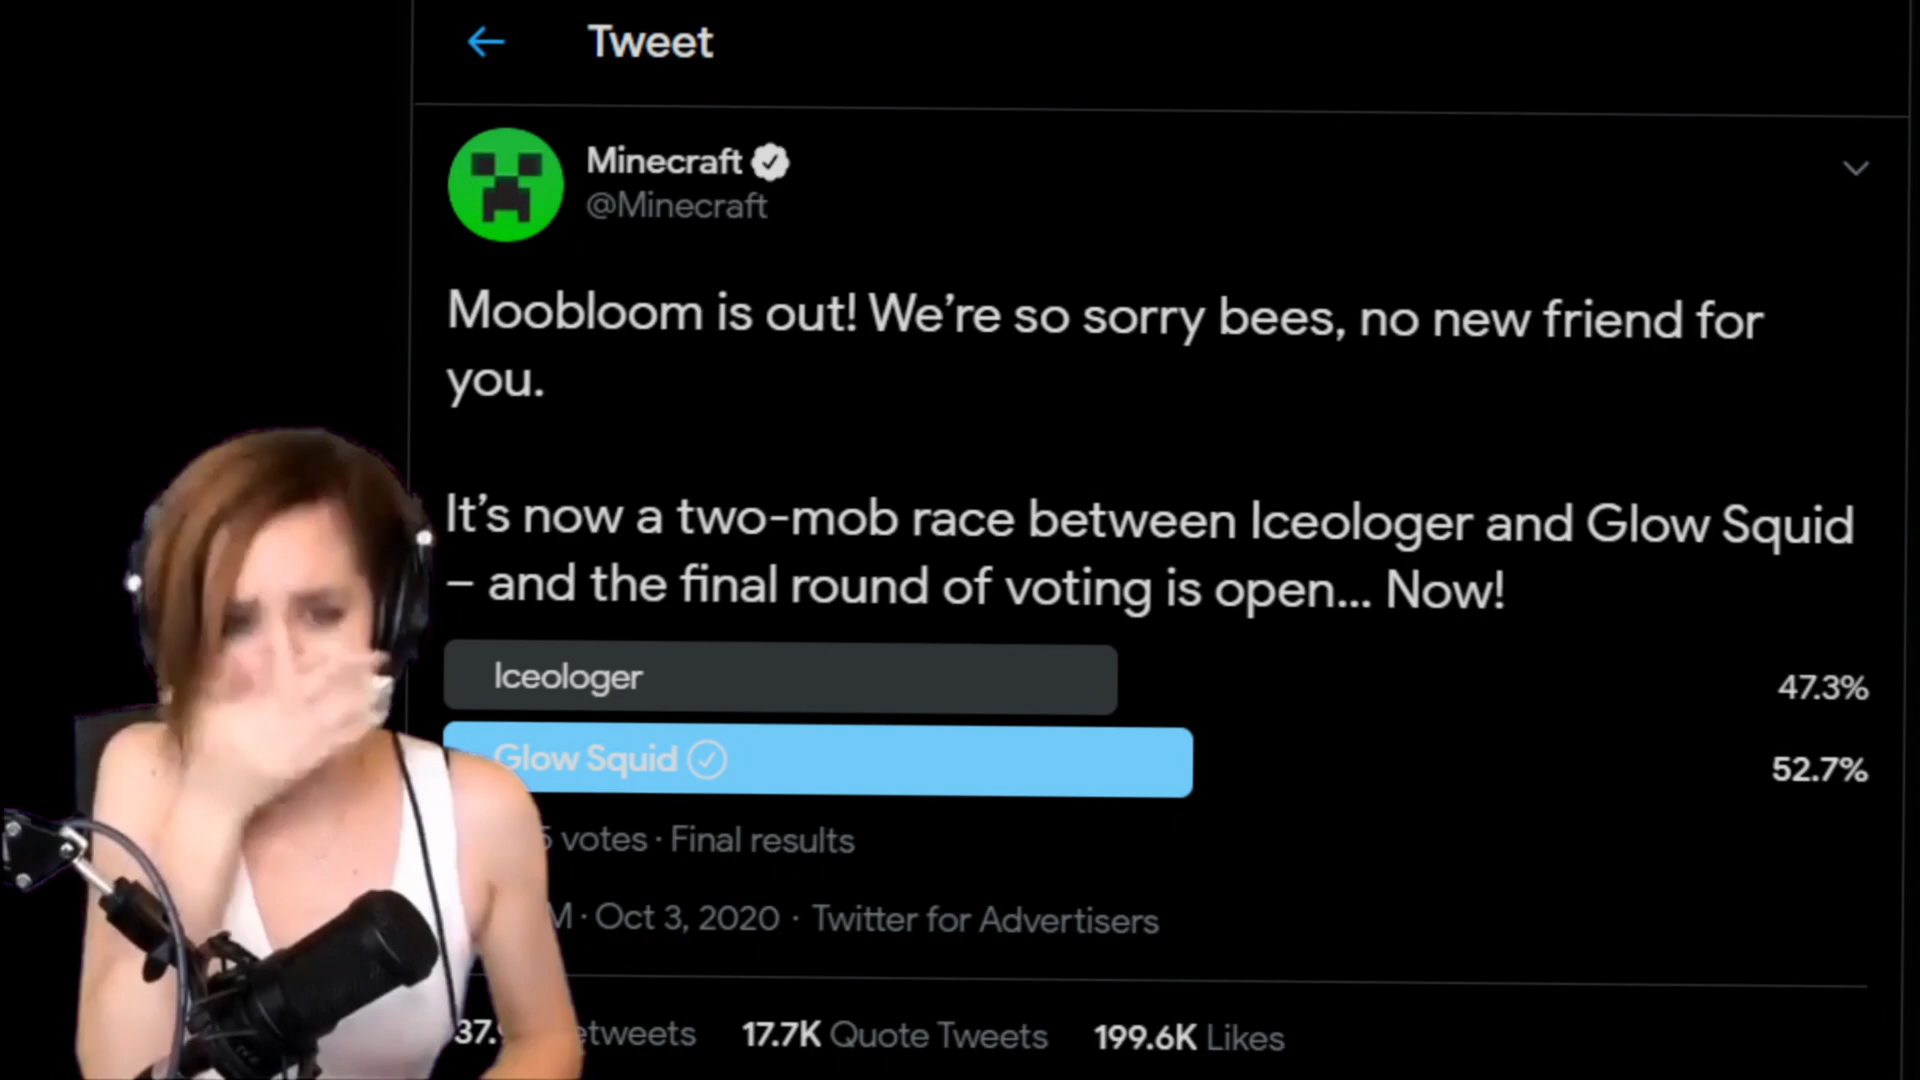 Tweet
Minecraft
@Minecraft
Moobloom is out! We're so sorry bees, no new friend for
you.
It's now a two-mob race between Iceologer and Glow Squid
– and the final round of voting is open... Now!
Iceologer 47.3%
Glow Squid 52.7%
votes · Final results
Oct 3, 2020 · Twitter for Advertisers
17.7K Quote Tweets 199.6K Likes